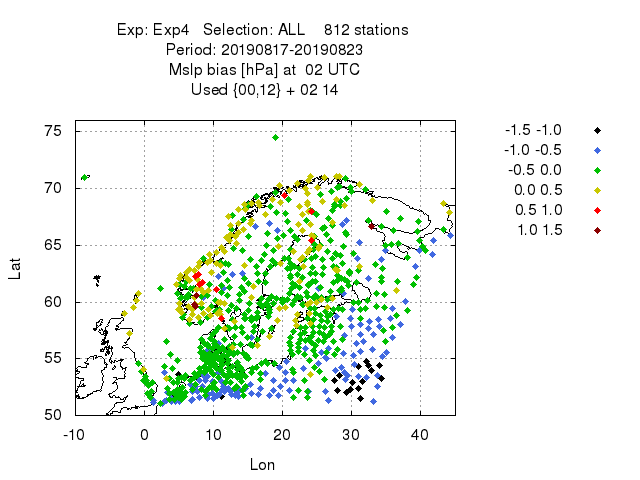 Exp: Exp4 Selection: ALL 812 stations
Period: 20190817-20190823
Mslp bias [hPa] at 02 UTC
Used {00,12} + 02 14
-1.5 -1.0
-1.0 -0.5
-0.5 0.0
0.0 0.5
0.5 1.0
1.0 1.5
75
70
65
60
55
50
Lat
-10 0 10 20 30 40
Lon